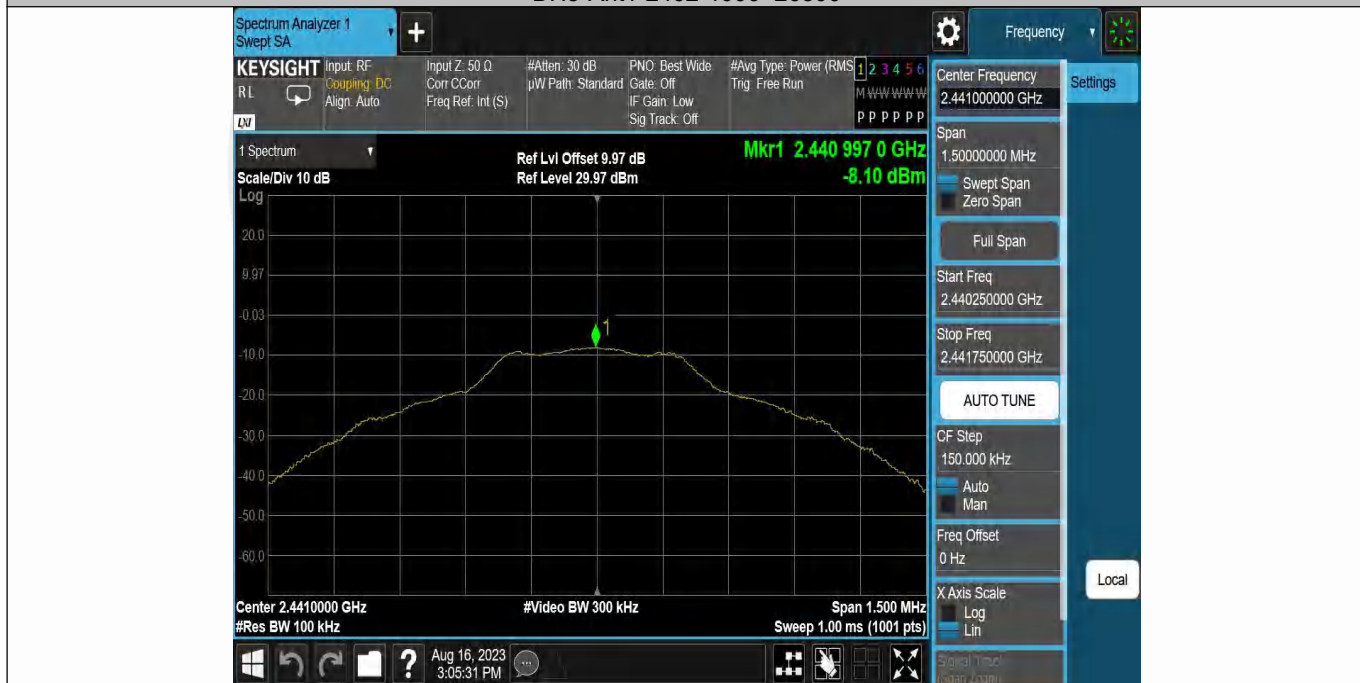 Spectrum Analyzer 1
Swept SA
+
Frequency
KEYSIGHT
RL
LXI
Input: RF
Coupling: DC
Align: Auto
Input Z: 50 Ω
Corr CCorr
Freq Ref: Int (S)
#Atten: 30 dB
µW Path: Standard
PNO: Best Wide
Gate: Off
IF Gain: Low
Sig Track: Off
#Avg Type: Power (RMS
Trig: Free Run
1 2 3 4 5 6
M W W W W W
P P P P P P
Center Frequency
2.441000000 GHz
Settings
Span
1.50000000 MHz
Swept Span
Zero Span
Full Span
Start Freq
2.440250000 GHz
Stop Freq
2.441750000 GHz
AUTO TUNE
CF Step
150.000 kHz
Auto
Man
Freq Offset
0 Hz
X Axis Scale
Log
Lin
Local
1 Spectrum
Scale/Div 10 dB
Ref Lvl Offset 9.97 dB
Ref Level 29.97 dBm
Mkr1 2.440 997 0 GHz
-8.10 dBm
Log
20.0
9.97
-0.03
1
-10.0
-20.0
-30.0
-40.0
-50.0
-60.0
Center 2.4410000 GHz
#Res BW 100 kHz
#Video BW 300 kHz
Span 1.500 MHz
Sweep 1.00 ms (1001 pts)
?
Aug 16, 2023
3:05:31 PM